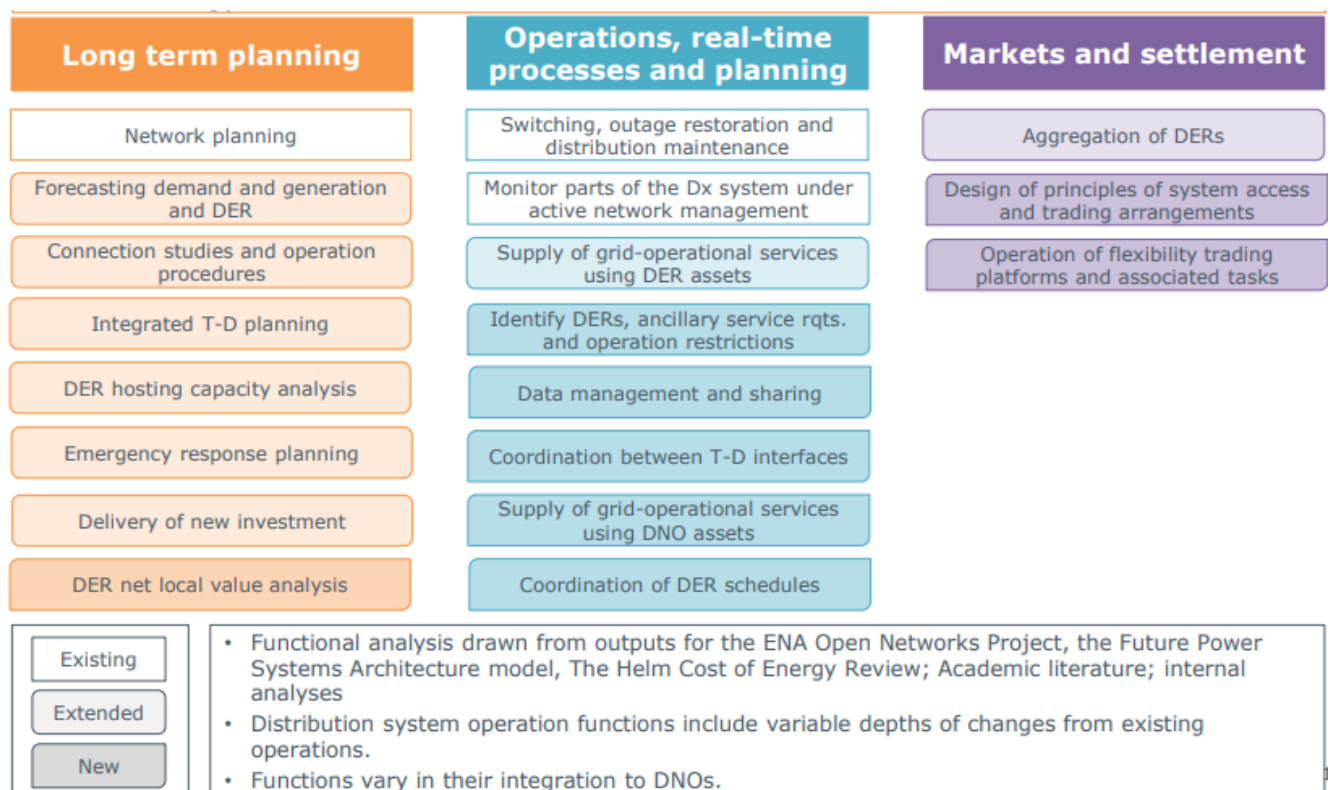 Long term planning
Network planning
Forecasting demand and generation
and DER
Connection studies and operation
procedures
Integrated T-D planning
DER hosting capacity analysis
Emergency response planning
Delivery of new investment
DER net local value analysis
Operations, real-time
processes and planning
Switching, outage restoration and
distribution maintenance
Monitor parts of the Dx system under
active network management
Supply of grid-operational services
using DER assets
Identify DERs, ancillary service rqts.
and operation restrictions
Data management and sharing
Coordination between T-D interfaces
Supply of grid-operational services
using DNO assets
Coordination of DER schedules
Markets and settlement
Aggregation of DERs
Design of principles of system access
and trading arrangements
Operation of flexibility trading
platforms and associated tasks
Existing
Extended
New
• Functional analysis drawn from outputs for the ENA Open Networks Project, the Future Power
Systems Architecture model, The Helm Cost of Energy Review; Academic literature; internal
analyses
• Distribution system operation functions include variable depths of changes from existing
operations.
• Functions vary in their integration to DNOs.